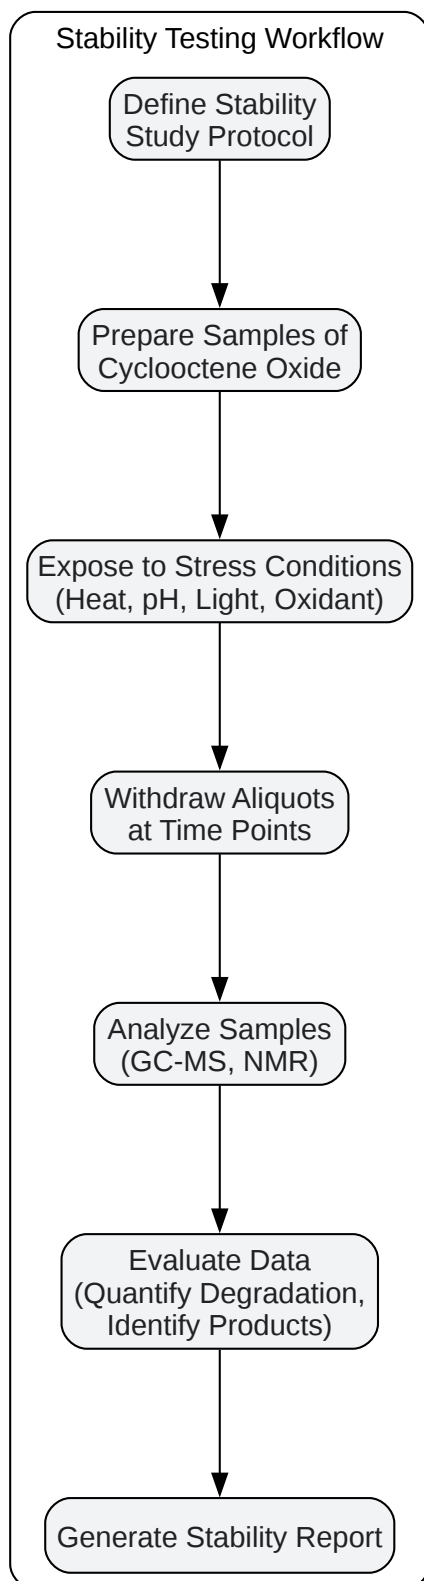 Stability Testing Workflow
Define Stability
Study Protocol
Prepare Samples of
Cyclooctene Oxide
Expose to Stress Conditions
(Heat, pH, Light, Oxidant)
Withdraw Aliquots
at Time Points
Analyze Samples
(GC-MS, NMR)
Evaluate Data
(Quantify Degradation,
Identify Products)
Generate Stability Report